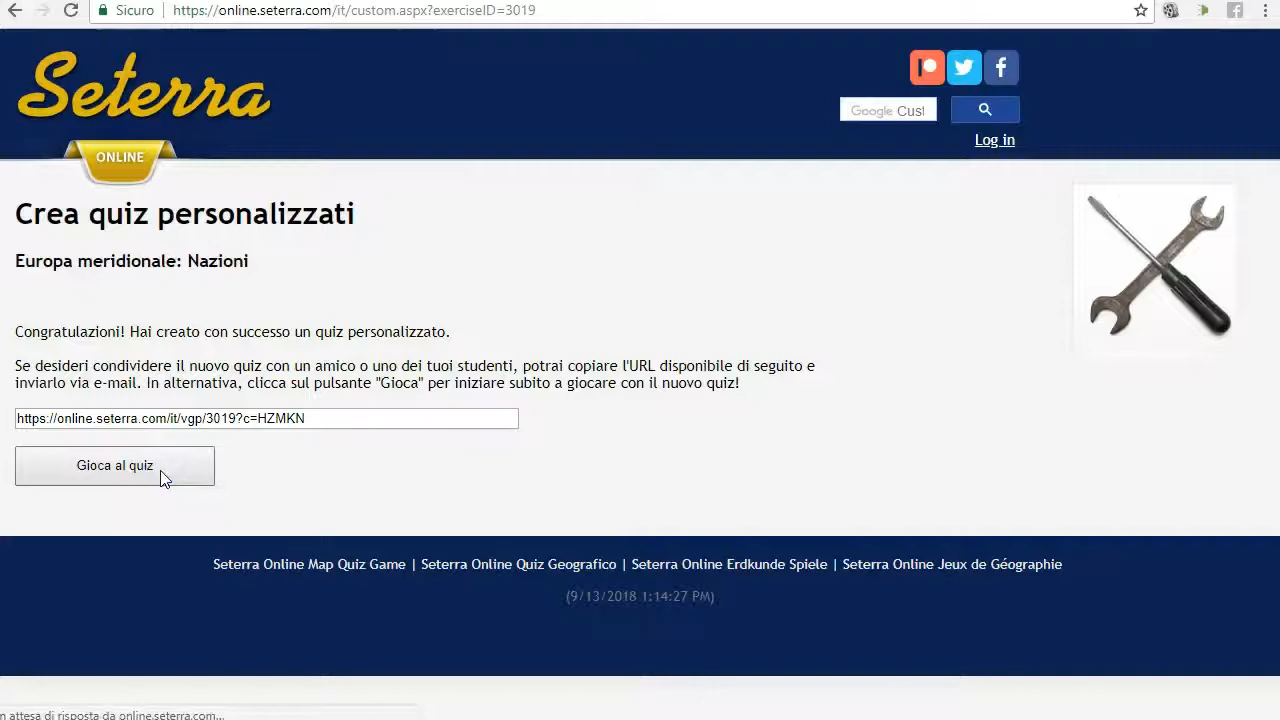 Sicuro https://online.seterra.com/it/custom.aspx?exerciseID=3019
Seterra
ONLINE
Google Cust
Log in
Crea quiz personalizzati
Europa meridionale: Nazioni
Congratulazioni! Hai creato con successo un quiz personalizzato.
Se desideri condividere il nuovo quiz con un amico o uno dei tuoi studenti, potrai copiare l'URL disponibile di seguito e
inviarlo via e-mail. In alternativa, clicca sul pulsante "Gioca" per iniziare subito a giocare con il nuovo quiz!
https://online.seterra.com/it/vgp/3019?c=HZMKN
Gioca al quiz
Seterra Online Map Quiz Game | Seterra Online Quiz Geografico | Seterra Online Erdkunde Spiele | Seterra Online Jeux de Géographie
(9/13/2018 1:14:27 PM)
n attesa di risposta da online.seterra.com...